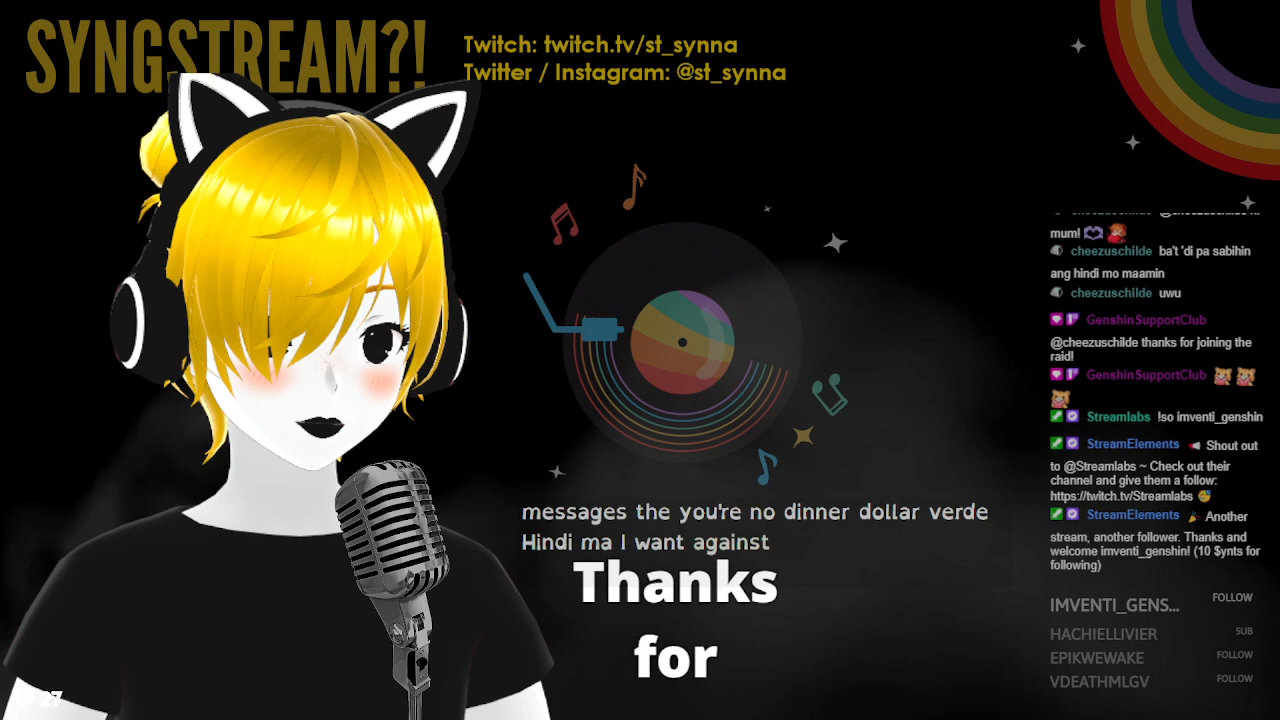 SYNGSTREAM?!
Twitch: twitch.tv/st_synna
Twitter / Instagram: @st_synna
mum!
cheezuschilde ba't 'di pa sabihin
ang hindi mo maamin
cheezuschilde uwu
GenshinSupportClub
@cheezuschilde thanks for joining the
raid!
GenshinSupportClub
Streamlabs !so imventi_genshin
StreamElements Shout out
to @Streamlabs ~ Check out their
channel and give them a follow:
https://twitch.tv/Streamlabs
StreamElements Another
stream, another follower. Thanks and
welcome imventi_genshin! (10 $ynts for
following)
messages the you're no dinner dollar verde
Hindi ma I want against
Thanks
for
IMVENTI_GENS... FOLLOW
HACHIELLIVIER SUB
EPIKWEWAKE FOLLOW
VDEATHMLGV FOLLOW
27